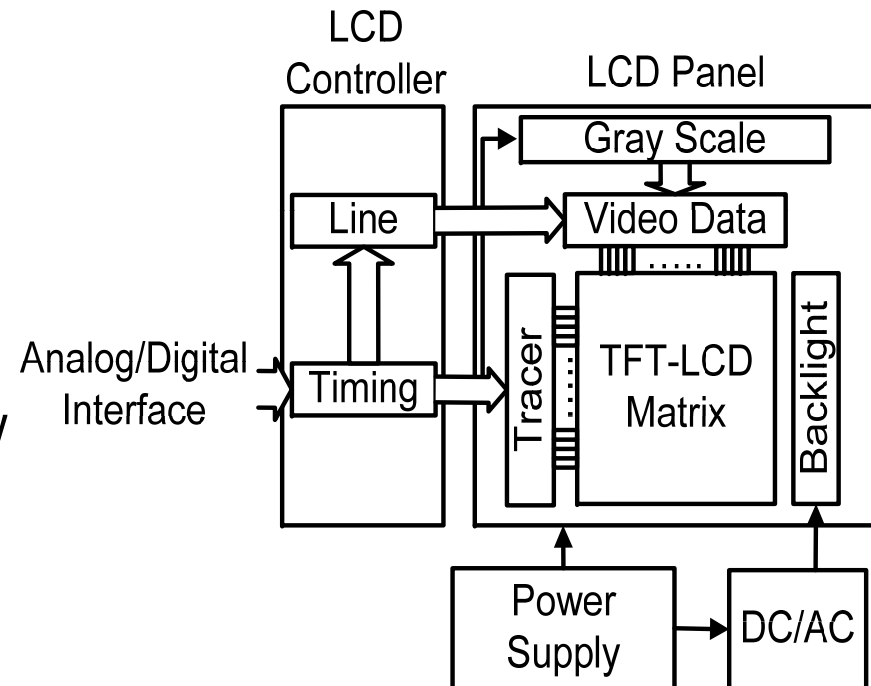 LCD
Controller
LCD Panel
Gray Scale
Line
Video Data
.....
Analog/Digital
Interface
Timing
Tracer
.....
TFT-LCD
Matrix
Backlight
Power
Supply
DC/AC